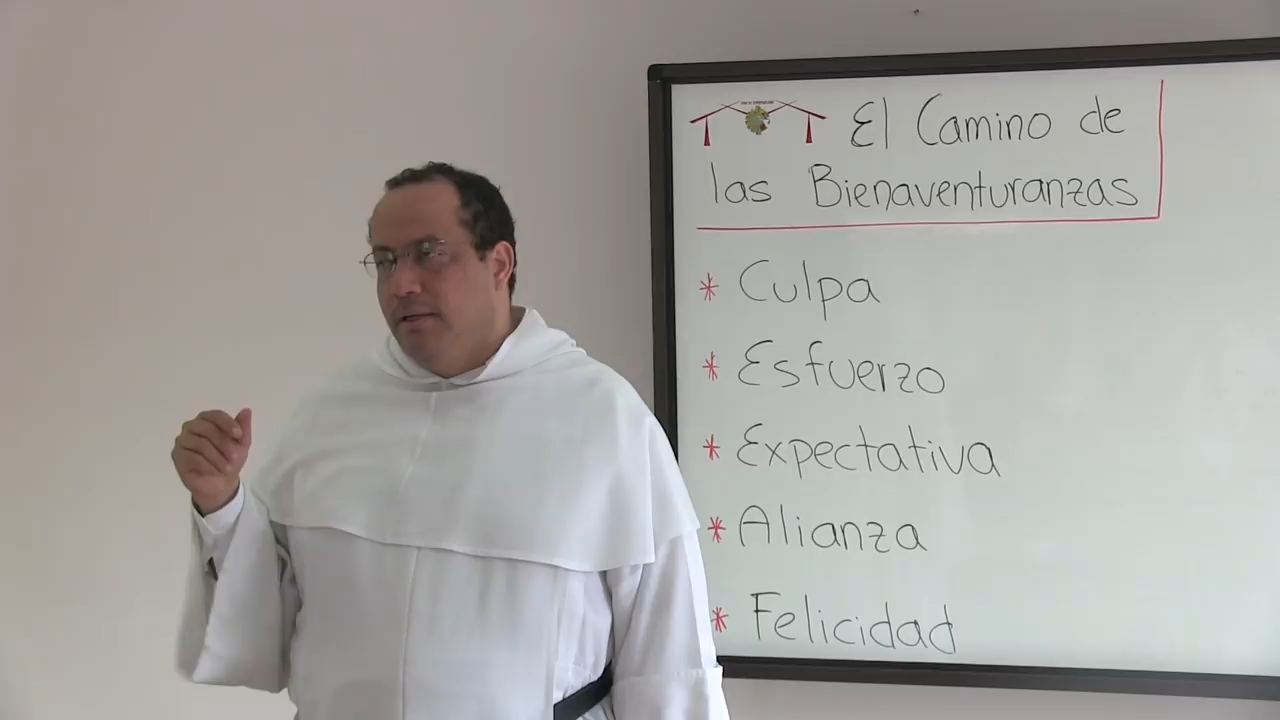 El Camino de
las Bienaventuranzas
* Culpa
* Esfuerzo
* Expectativa
* Alianza
* Felicidad